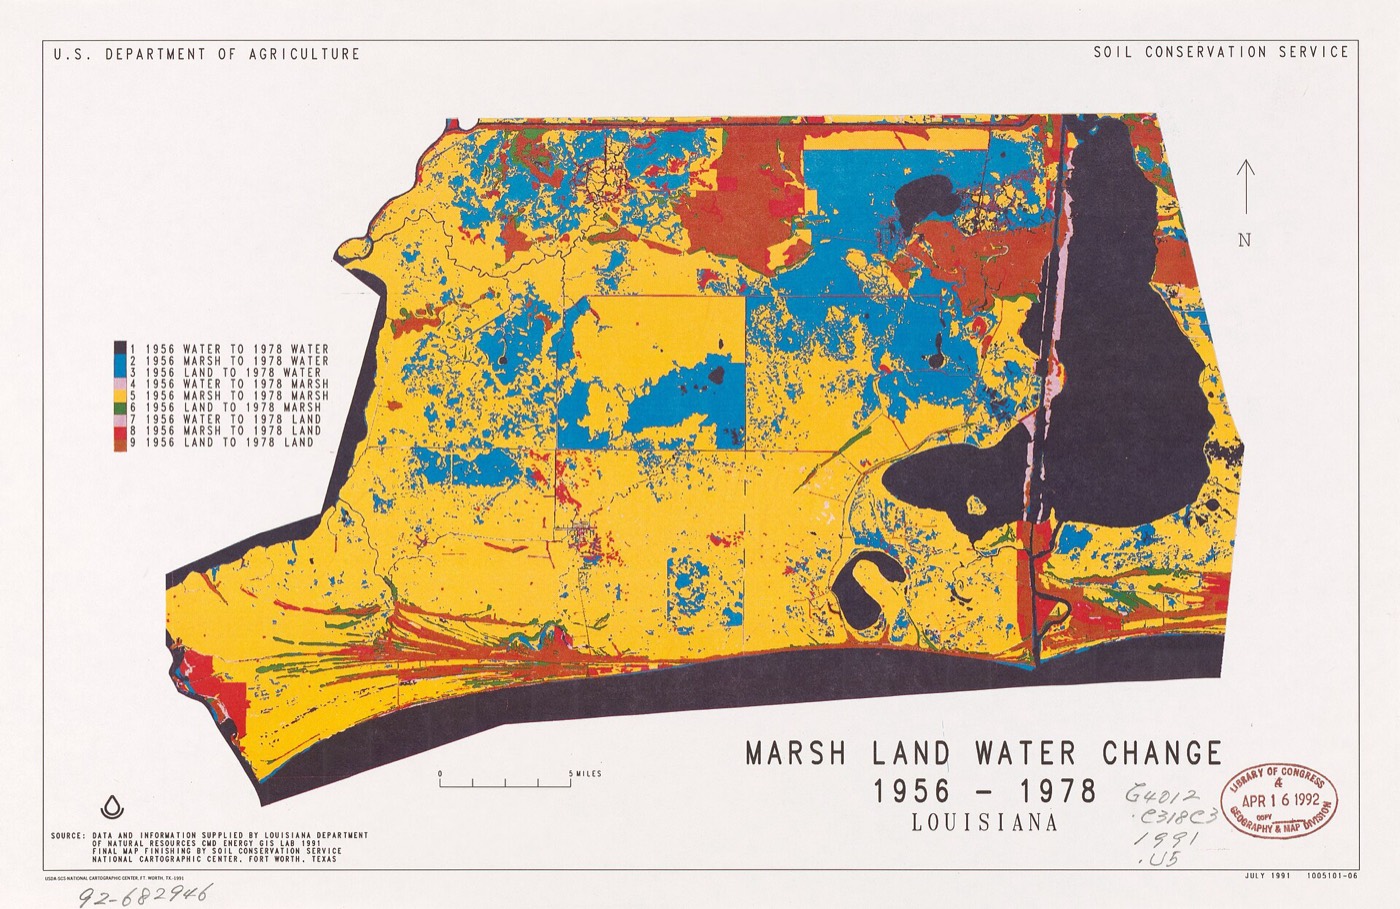 U.S. DEPARTMENT OF AGRICULTURE
SOIL CONSERVATION SERVICE
N
1 1956 WATER TO 1978 WATER
2 1956 MARSH TO 1978 WATER
3 1956 LAND TO 1978 WATER
4 1956 WATER TO 1978 MARSH
5 1956 MARSH TO 1978 MARSH
6 1956 LAND TO 1978 MARSH
7 1956 WATER TO 1978 LAND
8 1956 MARSH TO 1978 LAND
9 1956 LAND TO 1978 LAND
0 5 MILES
MARSH LAND WATER CHANGE
1956 - 1978
LOUISIANA
G4012
.C318C3
1991
.U5
LIBRARY OF CONGRESS
APR 16 1992
COPY
GEOGRAPHY & MAP DIVISION
SOURCE: DATA AND INFORMATION SUPPLIED BY LOUISIANA DEPARTMENT
OF NATURAL RESOURCES CMD ENERGY GIS LAB 1991
FINAL MAP FINISHING BY SOIL CONSERVATION SERVICE
NATIONAL CARTOGRAPHIC CENTER, FORT WORTH, TEXAS
USDA-SCS-NATIONAL CARTOGRAPHIC CENTER, FT. WORTH, TX.-1991
JULY 1991 1005101-06
92-682946